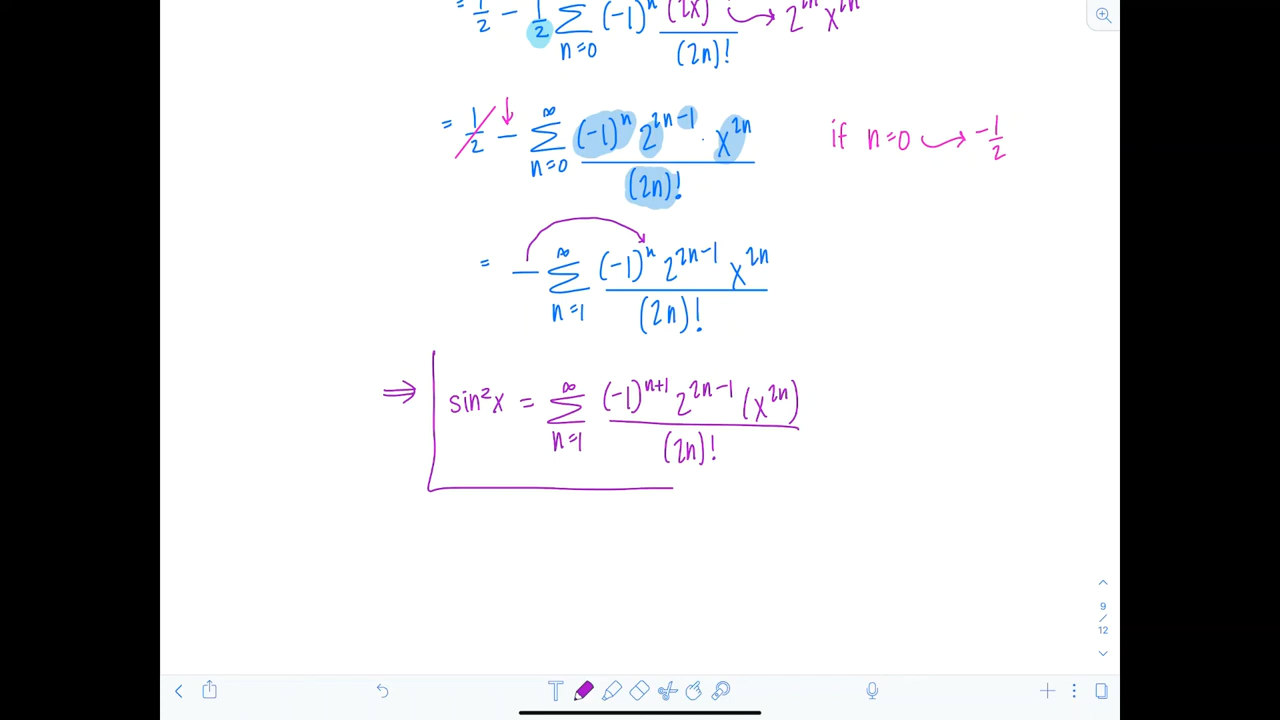 = 1/2 - 1/2 ∑ n=0 (-1)^n (2x) / (2n)! → 2^{2n} x^{2n}
= 1/2 - ∑_{n=0}^{∞} (-1)^n 2^{2n-1} · x^{2n} / (2n)! if n=0 → -1/2
= - ∑_{n=1}^{∞} (-1)^n 2^{2n-1} x^{2n} / (2n)!
⇒ sin²x = ∑_{n=1}^{∞} (-1)^{n+1} 2^{2n-1} (x^{2n}) / (2n)!
9
/
12
T